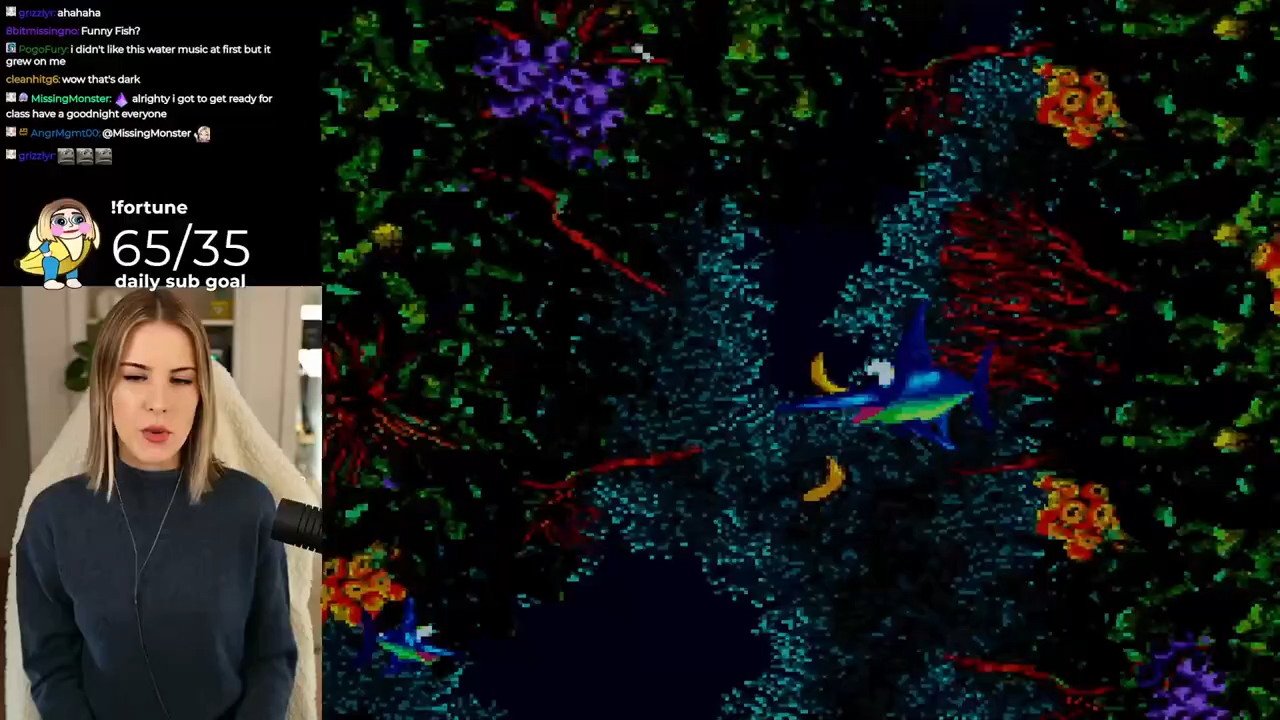 grizzlyr: ahahaha
8bitmissingno: Funny Fish?
PogoFury: i didn't like this water music at first but it
grew on me
cleanhitg6: wow that's dark
MissingMonster: alrighty i got to get ready for
class have a goodnight everyone
AngrMgmt00: @MissingMonster
grizzlyr:
!fortune
65/35
daily sub goal